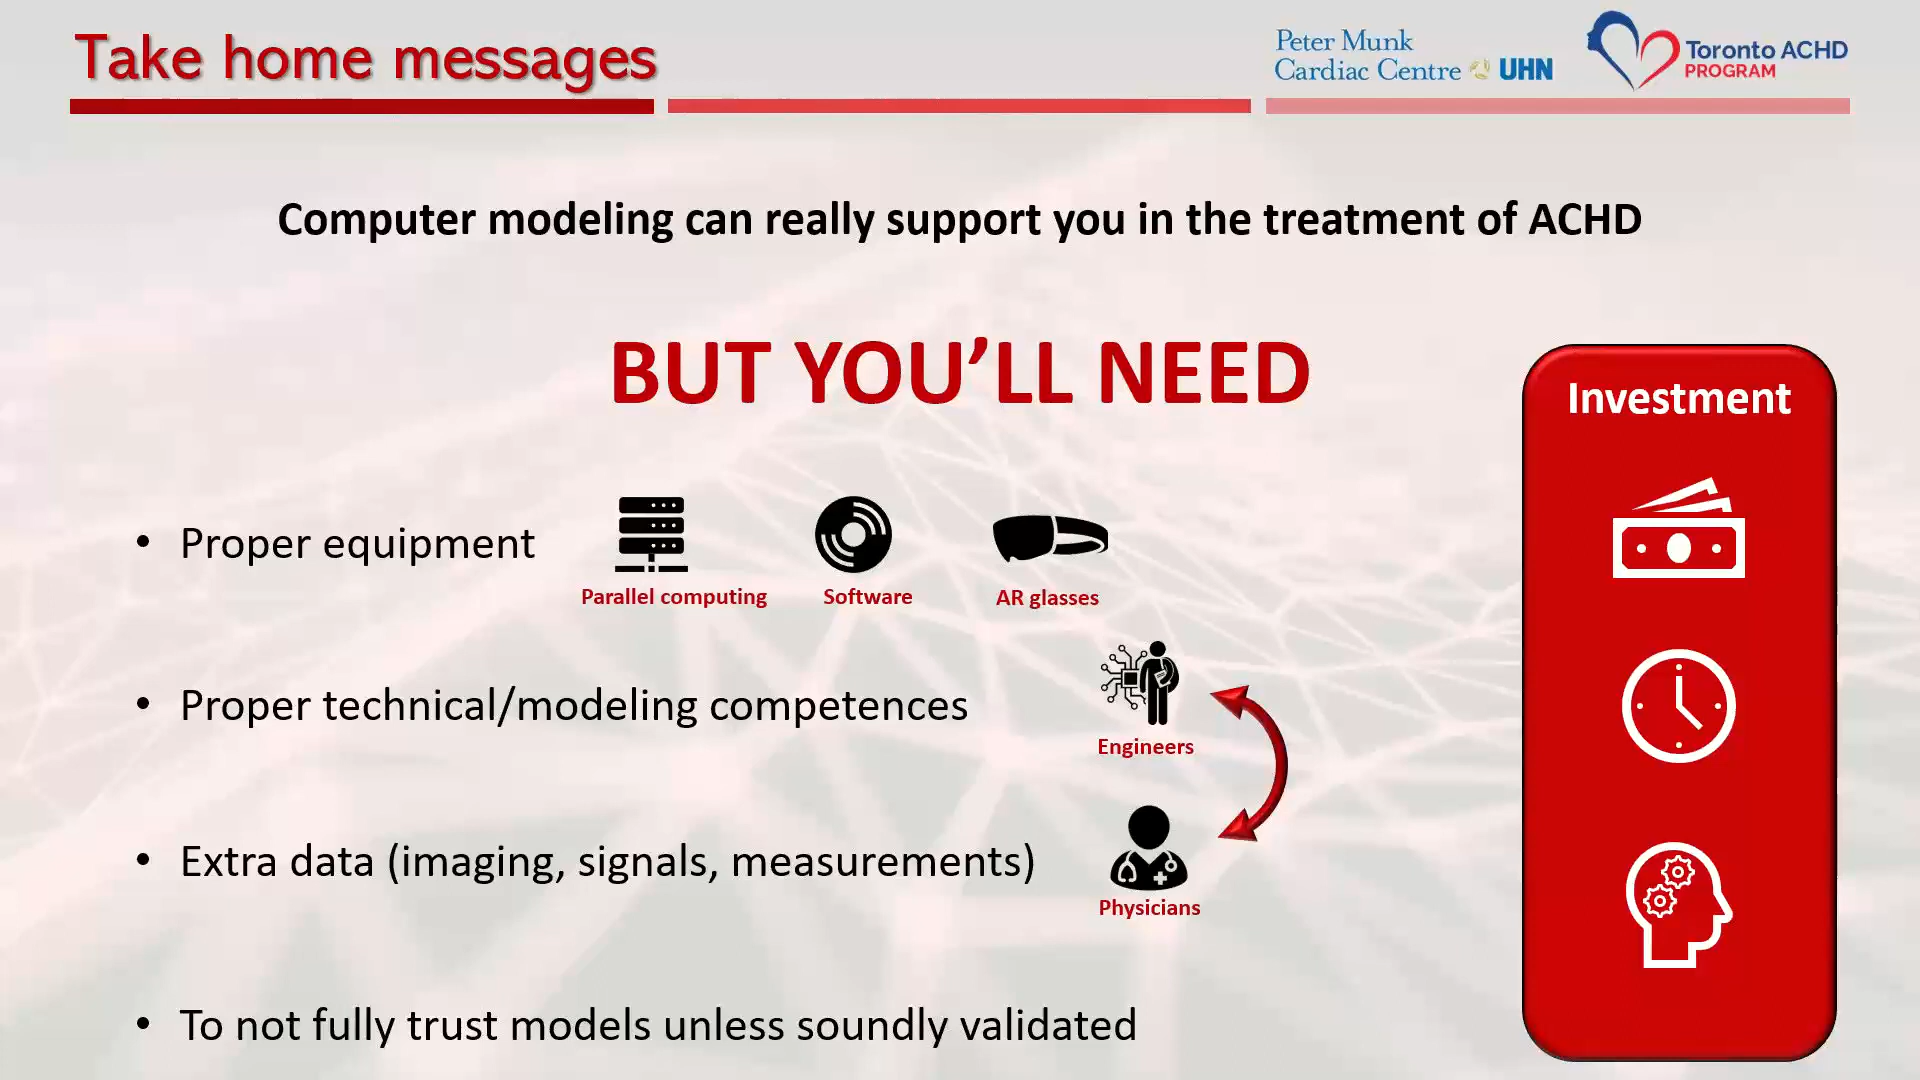 Take home messages
Peter Munk
Cardiac Centre UHN
Toronto ACHD
PROGRAM
Computer modeling can really support you in the treatment of ACHD
BUT YOU’LL NEED
Investment
• Proper equipment
Parallel computing
Software
AR glasses
• Proper technical/modeling competences
Engineers
• Extra data (imaging, signals, measurements)
Physicians
• To not fully trust models unless soundly validated